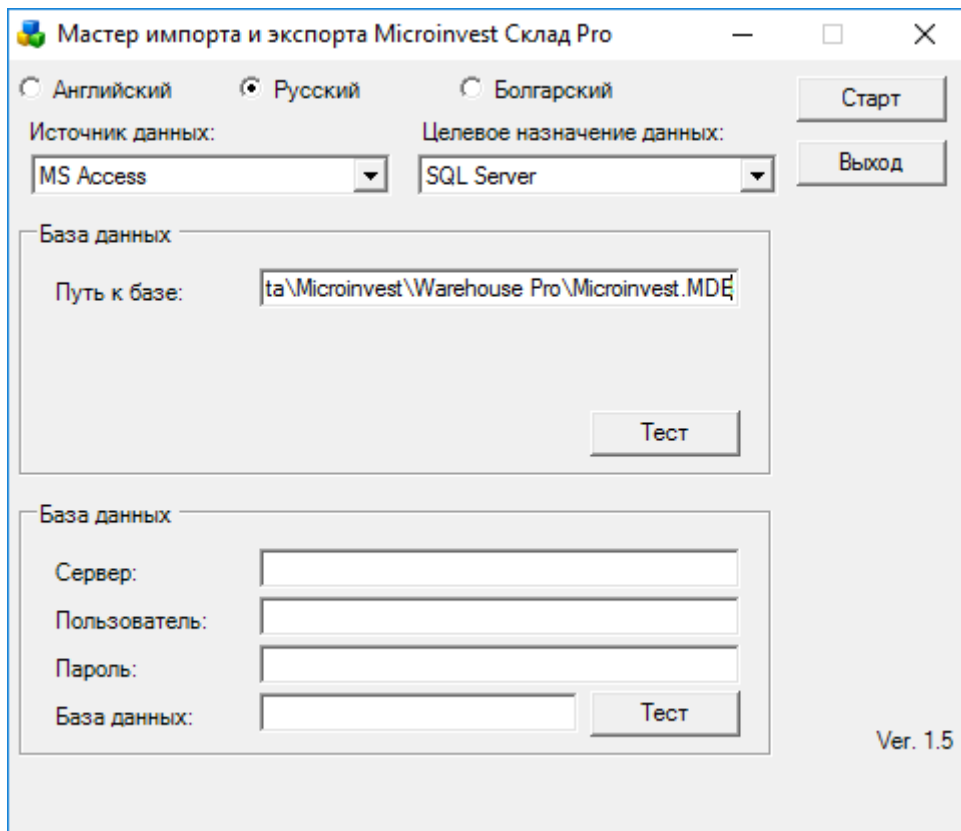 Мастер импорта и экспорта Microinvest Склад Pro
Английский Русский Болгарский Старт
Источник данных: Целевое назначение данных:
MS Access SQL Server Выход
База данных
Путь к базе: ta\Microinvest\Warehouse Pro\Microinvest.MDE
Тест
База данных
Сервер:
Пользователь:
Пароль:
База данных: Тест
Ver. 1.5